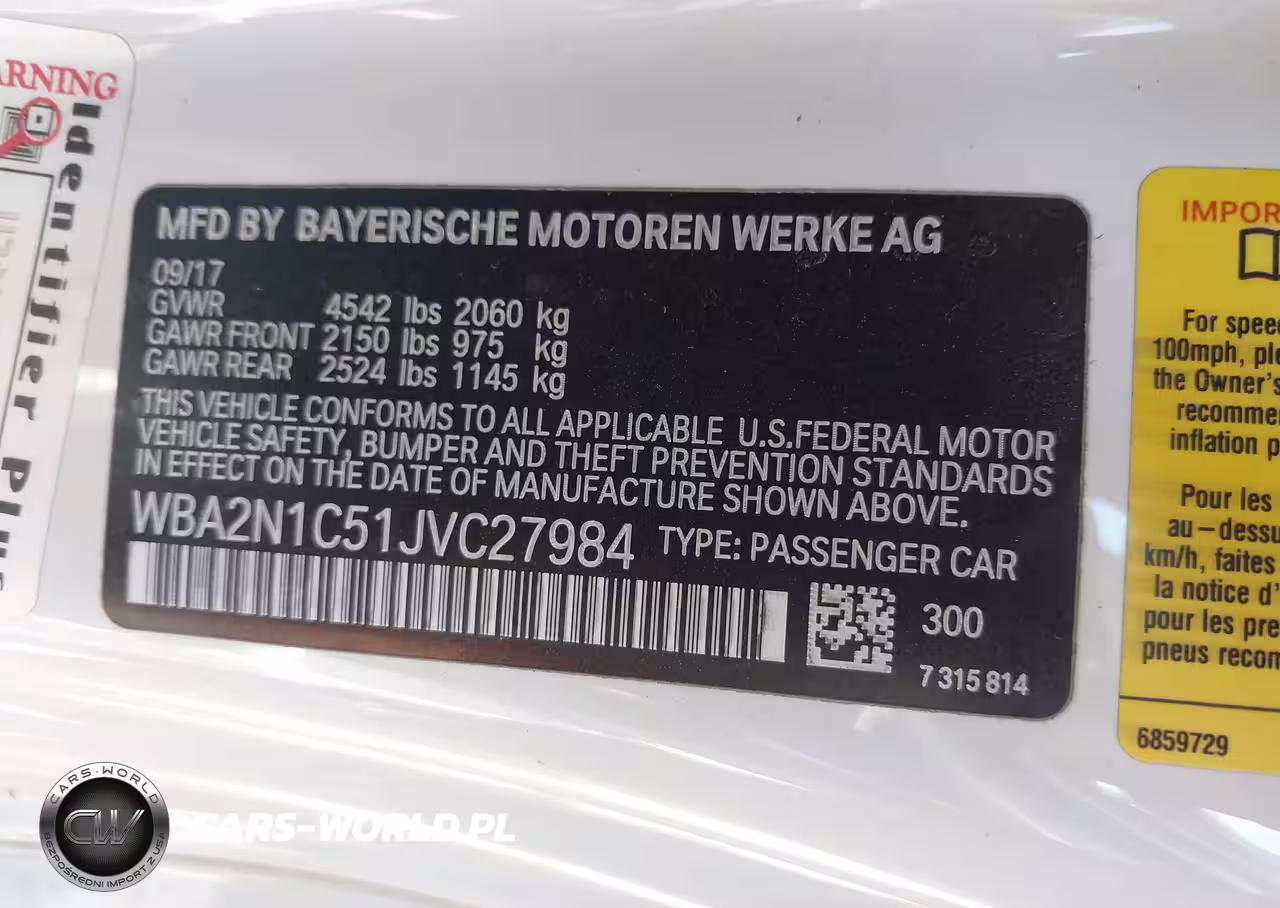 ARNING
Identifier Plus
MFD BY BAYERISCHE MOTOREN WERKE AG
09/17
GVWR 4542 lbs 2060 kg
GAWR FRONT 2150 lbs 975 kg
GAWR REAR 2524 lbs 1145 kg
THIS VEHICLE CONFORMS TO ALL APPLICABLE U.S.FEDERAL MOTOR
VEHICLE SAFETY, BUMPER AND THEFT PREVENTION STANDARDS
IN EFFECT ON THE DATE OF MANUFACTURE SHOWN ABOVE.
WBA2N1C51JVC27984 TYPE: PASSENGER CAR
300
7 315 814
IMPOR
For spee
100mph, ple
the Owner's
recomme
inflation p
Pour les
au-dessu
km/h, faites
la notice d'
pour les pre
pneus recom
6859729
CARS-WORLD
CW
BEZPOŚREDNI IMPORT Z USA
CARS-WORLD.PL